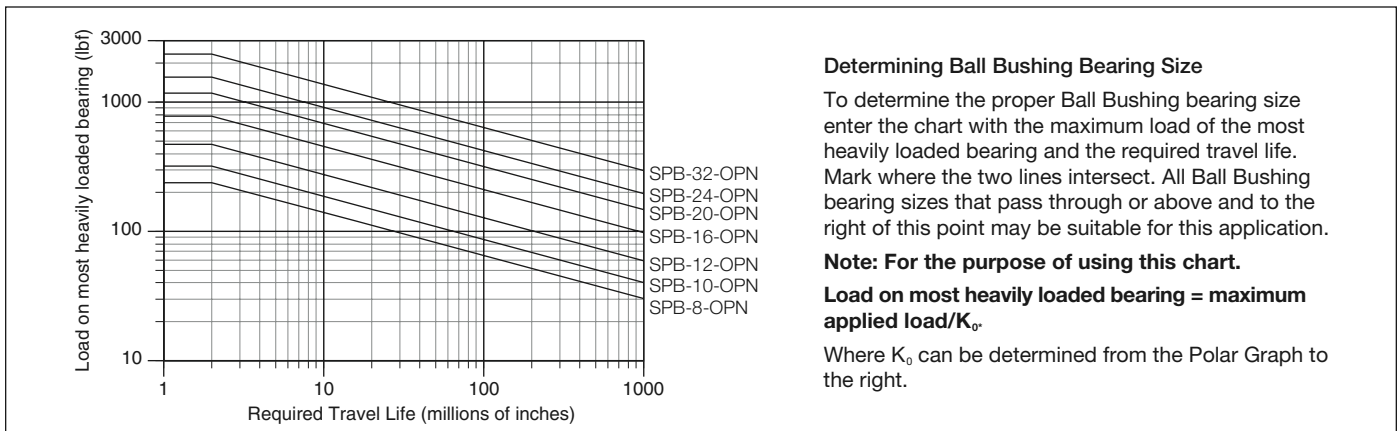 Load on most heavily loaded bearing (lbf)
3000
1000
100
10
1
10
100
1000
Required Travel Life (millions of inches)
SPB-32-OPN
SPB-24-OPN
SPB-20-OPN
SPB-16-OPN
SPB-12-OPN
SPB-10-OPN
SPB-8-OPN
Determining Ball Bushing Bearing Size
To determine the proper Ball Bushing bearing size
enter the chart with the maximum load of the most
heavily loaded bearing and the required travel life.
Mark where the two lines intersect. All Ball Bushing
bearing sizes that pass through or above and to the
right of this point may be suitable for this application.
Note: For the purpose of using this chart.
Load on most heavily loaded bearing = maximum
applied load/K₀.
Where K₀ can be determined from the Polar Graph to
the right.